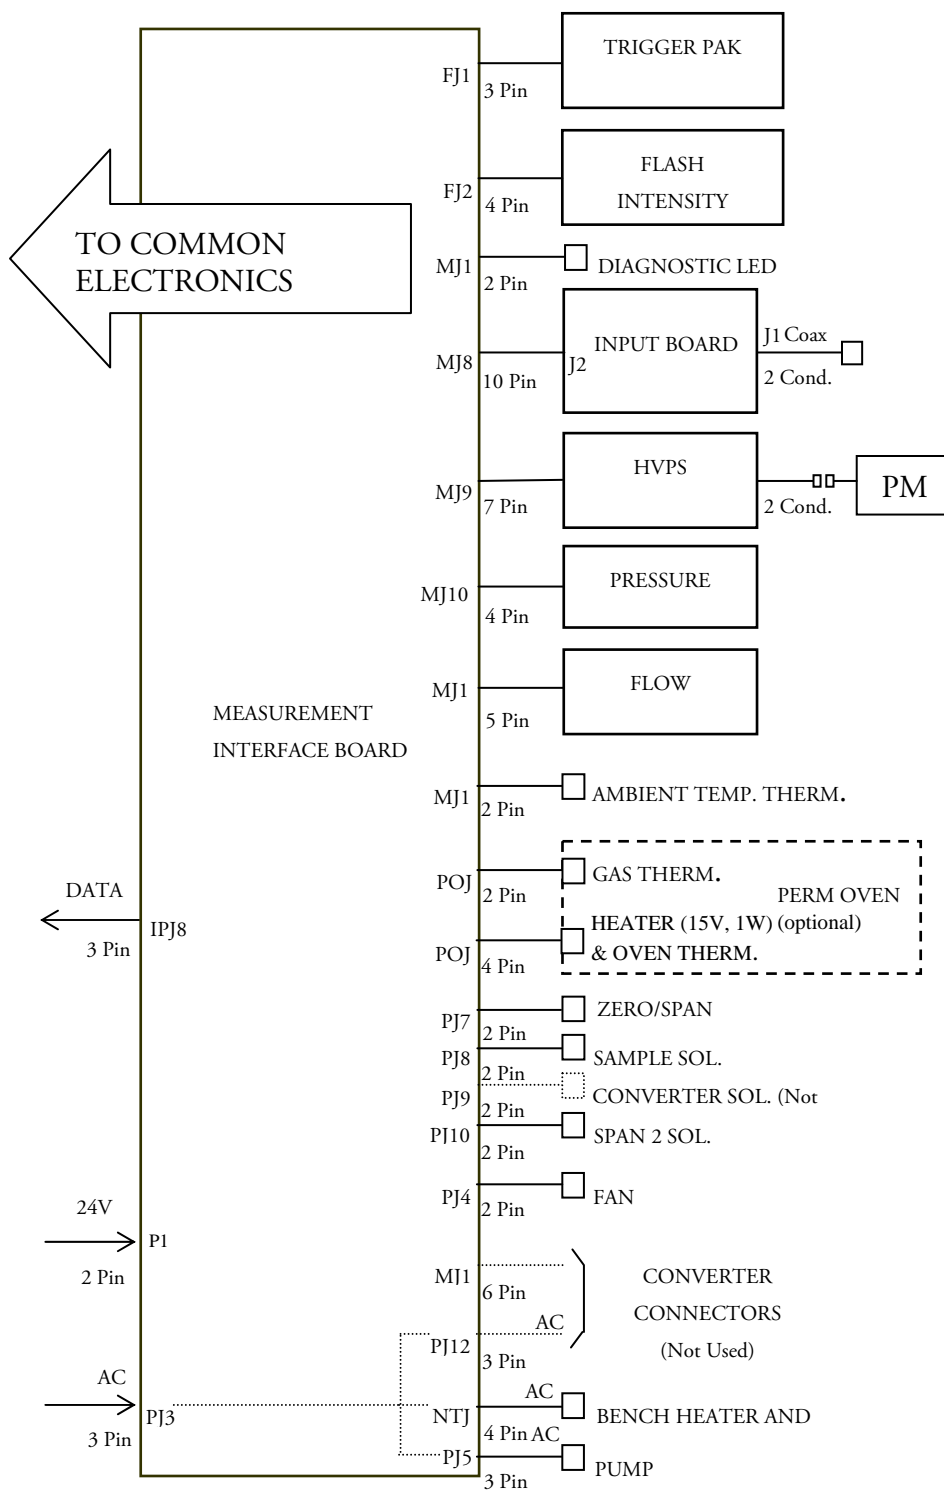 TRIGGER PAK
FJ1
3 Pin
FLASH
INTENSITY
FJ2
4 Pin
TO COMMON
ELECTRONICS
MJ1
2 Pin
DIAGNOSTIC LED
MJ8
10 Pin
J2
INPUT BOARD
J1 Coax
2 Cond.
MJ9
7 Pin
HVPS
2 Cond.
PM
MJ10
4 Pin
PRESSURE
MJ1
5 Pin
FLOW
MEASUREMENT
INTERFACE BOARD
MJ1
2 Pin
AMBIENT TEMP. THERM.
POJ
2 Pin
GAS THERM.
PERM OVEN
(optional)
POJ
4 Pin
HEATER (15V, 1W)
& OVEN THERM.
DATA
3 Pin
IPJ8
PJ7
2 Pin
ZERO/SPAN
PJ8
2 Pin
SAMPLE SOL.
PJ9
2 Pin
CONVERTER SOL. (Not
PJ10
2 Pin
SPAN 2 SOL.
PJ4
2 Pin
FAN
24V
2 Pin
P1
MJ1
6 Pin
CONVERTER
CONNECTORS
(Not Used)
AC
PJ12
3 Pin
AC
3 Pin
PJ3
NTJ
AC
4 Pin
BENCH HEATER AND
AC
PJ5
3 Pin
PUMP